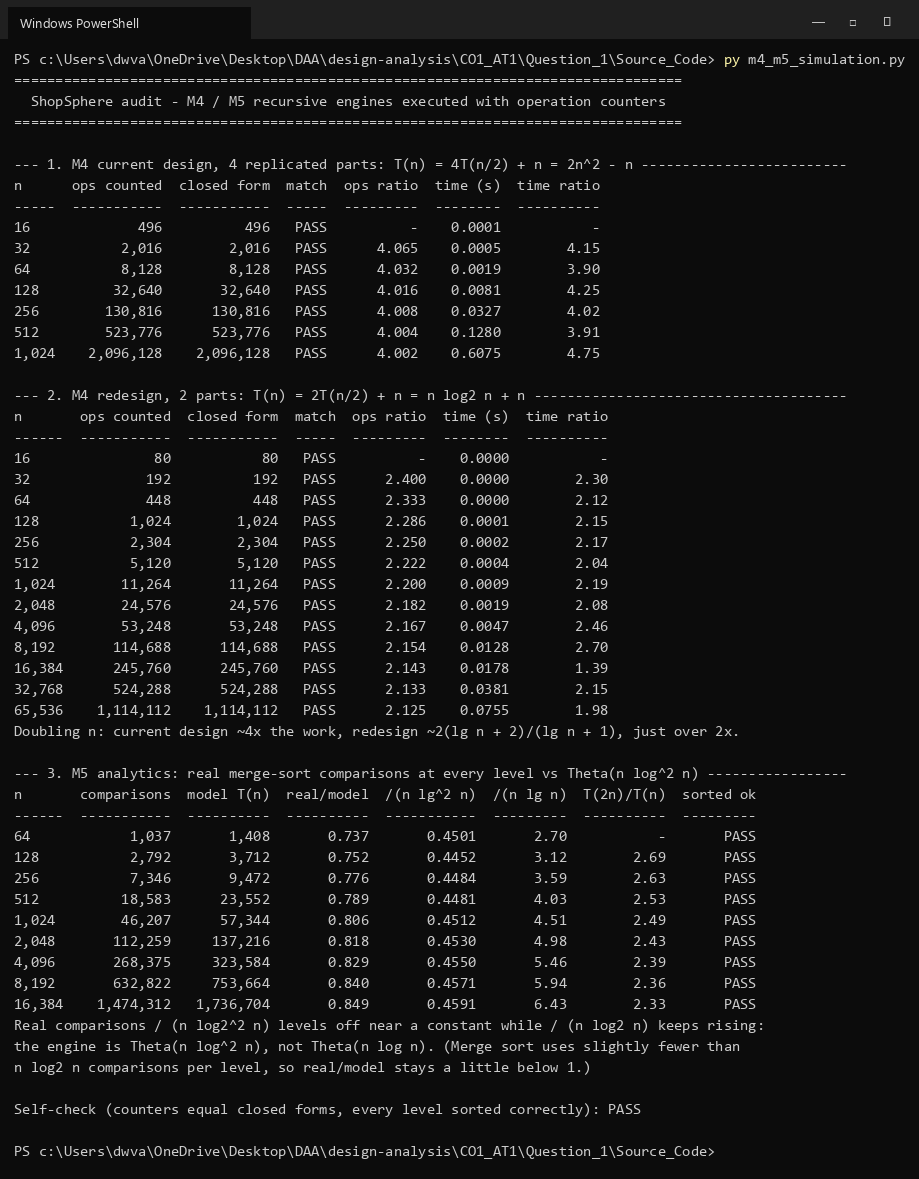 Windows PowerShell
PS c:\Users\dwva\OneDrive\Desktop\DAA\design-analysis\CO1_AT1\Question_1\Source_Code> py m4_m5_simulation.py
=================================================================================
  ShopSphere audit - M4 / M5 recursive engines executed with operation counters
=================================================================================
--- 1. M4 current design, 4 replicated parts: T(n) = 4T(n/2) + n = 2n^2 - n -------------------------
n      ops counted  closed form  match  ops ratio  time (s)  time ratio
-----  -----------  -----------  -----  ---------  --------  ----------
16             496          496   PASS          -    0.0001           -
32           2,016        2,016   PASS      4.065    0.0005        4.15
64           8,128        8,128   PASS      4.032    0.0019        3.90
128         32,640       32,640   PASS      4.016    0.0081        4.25
256        130,816      130,816   PASS      4.008    0.0327        4.02
512        523,776      523,776   PASS      4.004    0.1280        3.91
1,024    2,096,128    2,096,128   PASS      4.002    0.6075        4.75
--- 2. M4 redesign, 2 parts: T(n) = 2T(n/2) + n = n log2 n + n --------------------------------------
n       ops counted  closed form  match  ops ratio  time (s)  time ratio
------  -----------  -----------  -----  ---------  --------  ----------
16               80           80   PASS          -    0.0000           -
32              192          192   PASS      2.400    0.0000        2.30
64              448          448   PASS      2.333    0.0000        2.12
128           1,024        1,024   PASS      2.286    0.0001        2.15
256           2,304        2,304   PASS      2.250    0.0002        2.17
512           5,120        5,120   PASS      2.222    0.0004        2.04
1,024        11,264       11,264   PASS      2.200    0.0009        2.19
2,048        24,576       24,576   PASS      2.182    0.0019        2.08
4,096        53,248       53,248   PASS      2.167    0.0047        2.46
8,192       114,688      114,688   PASS      2.154    0.0128        2.70
16,384      245,760      245,760   PASS      2.143    0.0178        1.39
32,768      524,288      524,288   PASS      2.133    0.0381        2.15
65,536    1,114,112    1,114,112   PASS      2.125    0.0755        1.98
Doubling n: current design ~4x the work, redesign ~2(lg n + 2)/(lg n + 1), just over 2x.
--- 3. M5 analytics: real merge-sort comparisons at every level vs Theta(n log^2 n) -----------------
n       comparisons  model T(n)  real/model  /(n lg^2 n)  /(n lg n)  T(2n)/T(n)  sorted ok
------  -----------  ----------  ----------  -----------  ---------  ----------  ---------
64            1,037       1,408       0.737       0.4501       2.70           -       PASS
128           2,792       3,712       0.752       0.4452       3.12        2.69       PASS
256           7,346       9,472       0.776       0.4484       3.59        2.63       PASS
512          18,583      23,552       0.789       0.4481       4.03        2.53       PASS
1,024        46,207      57,344       0.806       0.4512       4.51        2.49       PASS
2,048       112,259     137,216       0.818       0.4530       4.98        2.43       PASS
4,096       268,375     323,584       0.829       0.4550       5.46        2.39       PASS
8,192       632,822     753,664       0.840       0.4571       5.94        2.36       PASS
16,384    1,474,312   1,736,704       0.849       0.4591       6.43        2.33       PASS
Real comparisons / (n log2^2 n) levels off near a constant while / (n log2 n) keeps rising:
the engine is Theta(n log^2 n), not Theta(n log n). (Merge sort uses slightly fewer than
n log2 n comparisons per level, so real/model stays a little below 1.)
Self-check (counters equal closed forms, every level sorted correctly): PASS
PS c:\Users\dwva\OneDrive\Desktop\DAA\design-analysis\CO1_AT1\Question_1\Source_Code>